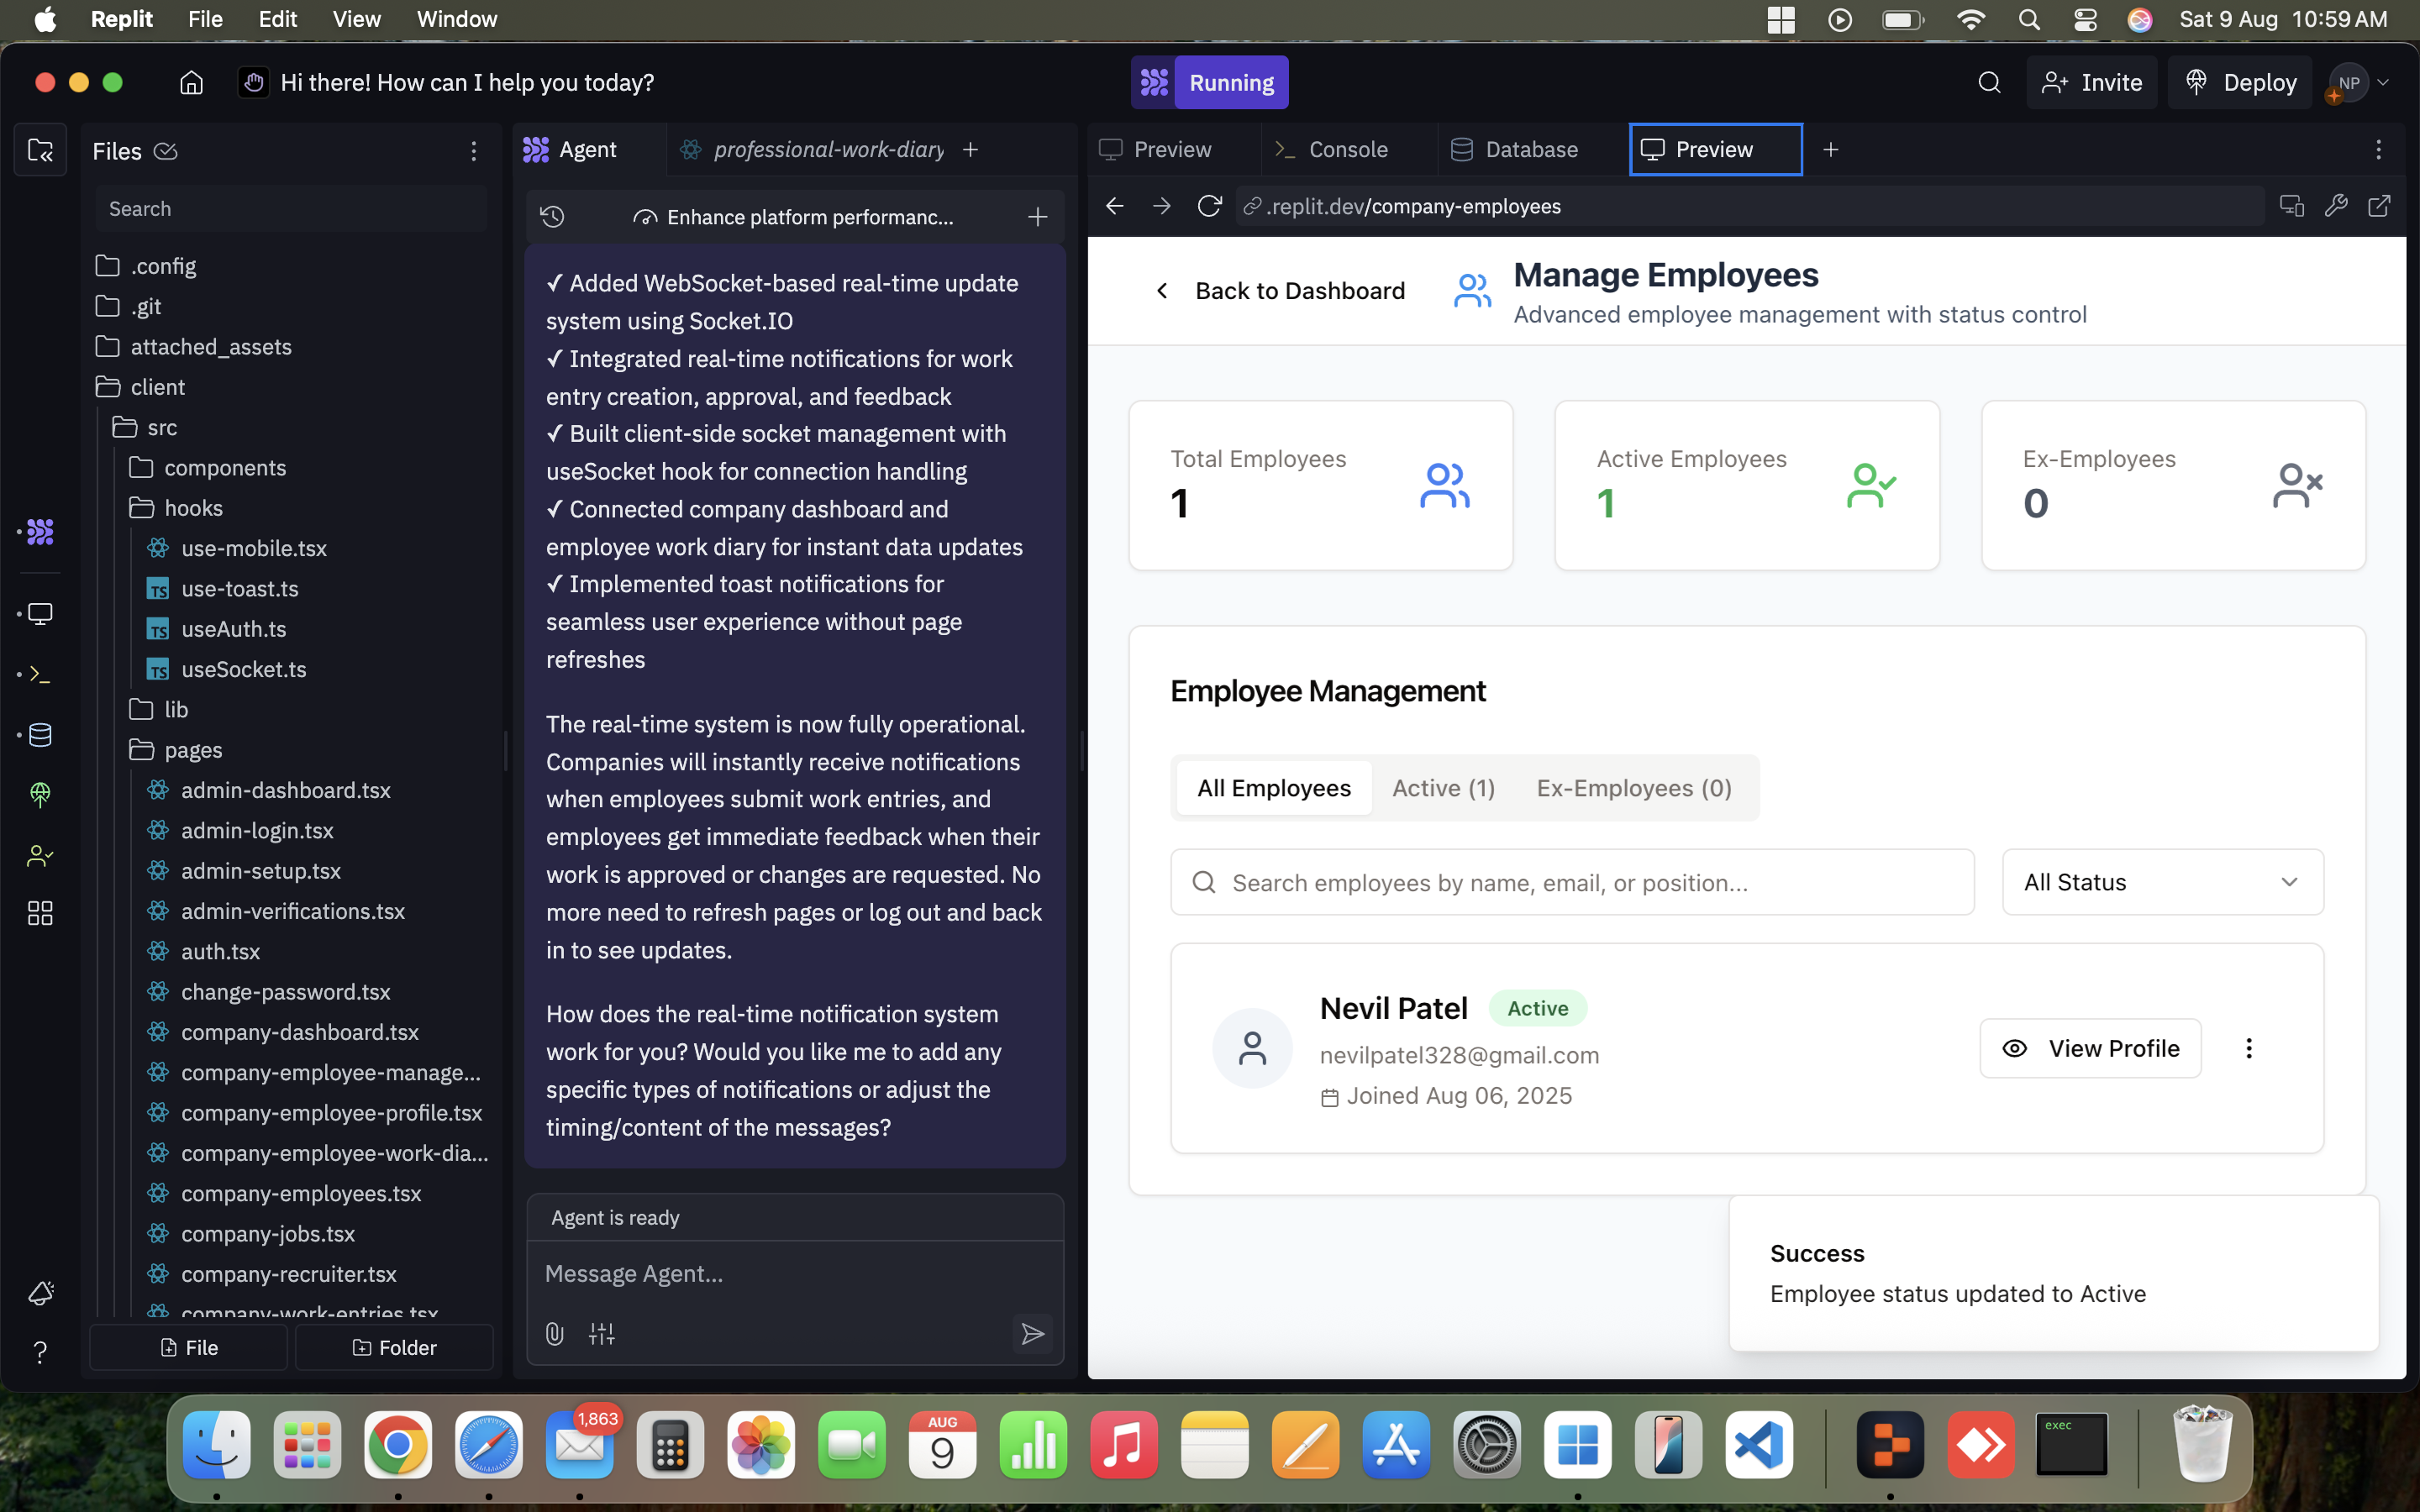 Replit File Edit View Window
Sat 9 Aug 10:59 AM
Hi there! How can I help you today?
Running
Invite
Deploy
NP
Files
Search
.config
.git
attached_assets
client
src
components
hooks
use-mobile.tsx
TS use-toast.ts
TS useAuth.ts
TS useSocket.ts
lib
pages
admin-dashboard.tsx
admin-login.tsx
admin-setup.tsx
admin-verifications.tsx
auth.tsx
change-password.tsx
company-dashboard.tsx
company-employee-manage...
company-employee-profile.tsx
company-employee-work-dia...
company-employees.tsx
company-jobs.tsx
company-recruiter.tsx
company-work-entries.tsx
File
Folder
Agent
professional-work-diary
Enhance platform performanc...
✓ Added WebSocket-based real-time update
system using Socket.IO
✓ Integrated real-time notifications for work
entry creation, approval, and feedback
✓ Built client-side socket management with
useSocket hook for connection handling
✓ Connected company dashboard and
employee work diary for instant data updates
✓ Implemented toast notifications for
seamless user experience without page
refreshes
The real-time system is now fully operational.
Companies will instantly receive notifications
when employees submit work entries, and
employees get immediate feedback when their
work is approved or changes are requested. No
more need to refresh pages or log out and back
in to see updates.
How does the real-time notification system
work for you? Would you like me to add any
specific types of notifications or adjust the
timing/content of the messages?
Agent is ready
Message Agent...
Preview
Console
Database
Preview
.replit.dev/company-employees
Back to Dashboard
Manage Employees
Advanced employee management with status control
Total Employees
1
Active Employees
1
Ex-Employees
0
Employee Management
All Employees
Active (1)
Ex-Employees (0)
Search employees by name, email, or position...
All Status
Nevil Patel
Active
nevilpatel328@gmail.com
Joined Aug 06, 2025
View Profile
Success
Employee status updated to Active
1,863
AUG
9
exec